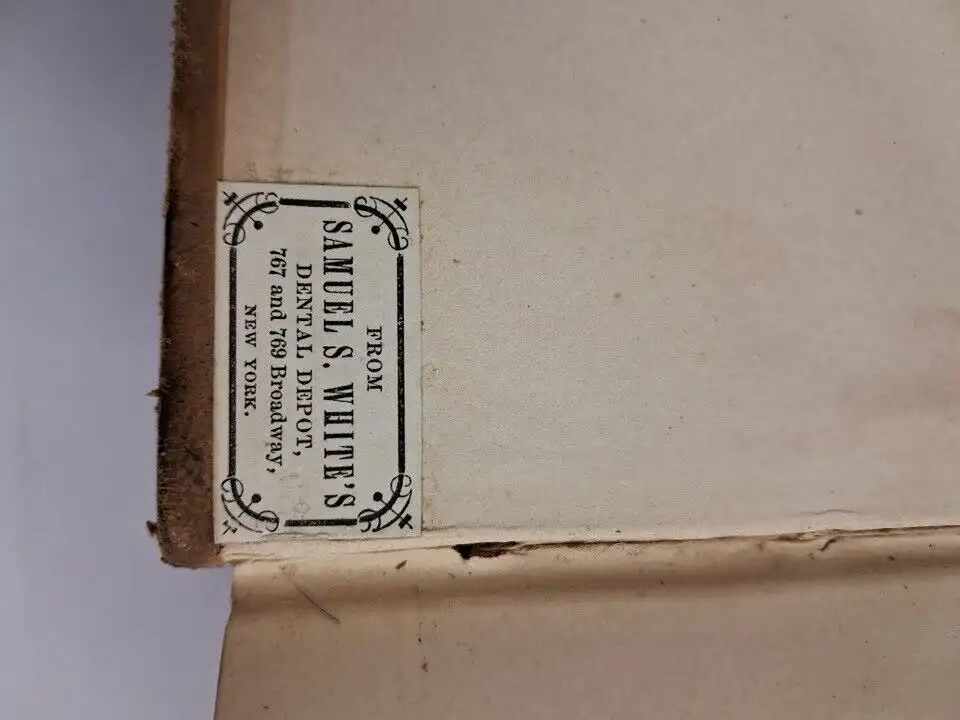 FROM
SAMUEL S. WHITE'S
DENTAL DEPOT,
767 and 769 Broadway,
NEW YORK.